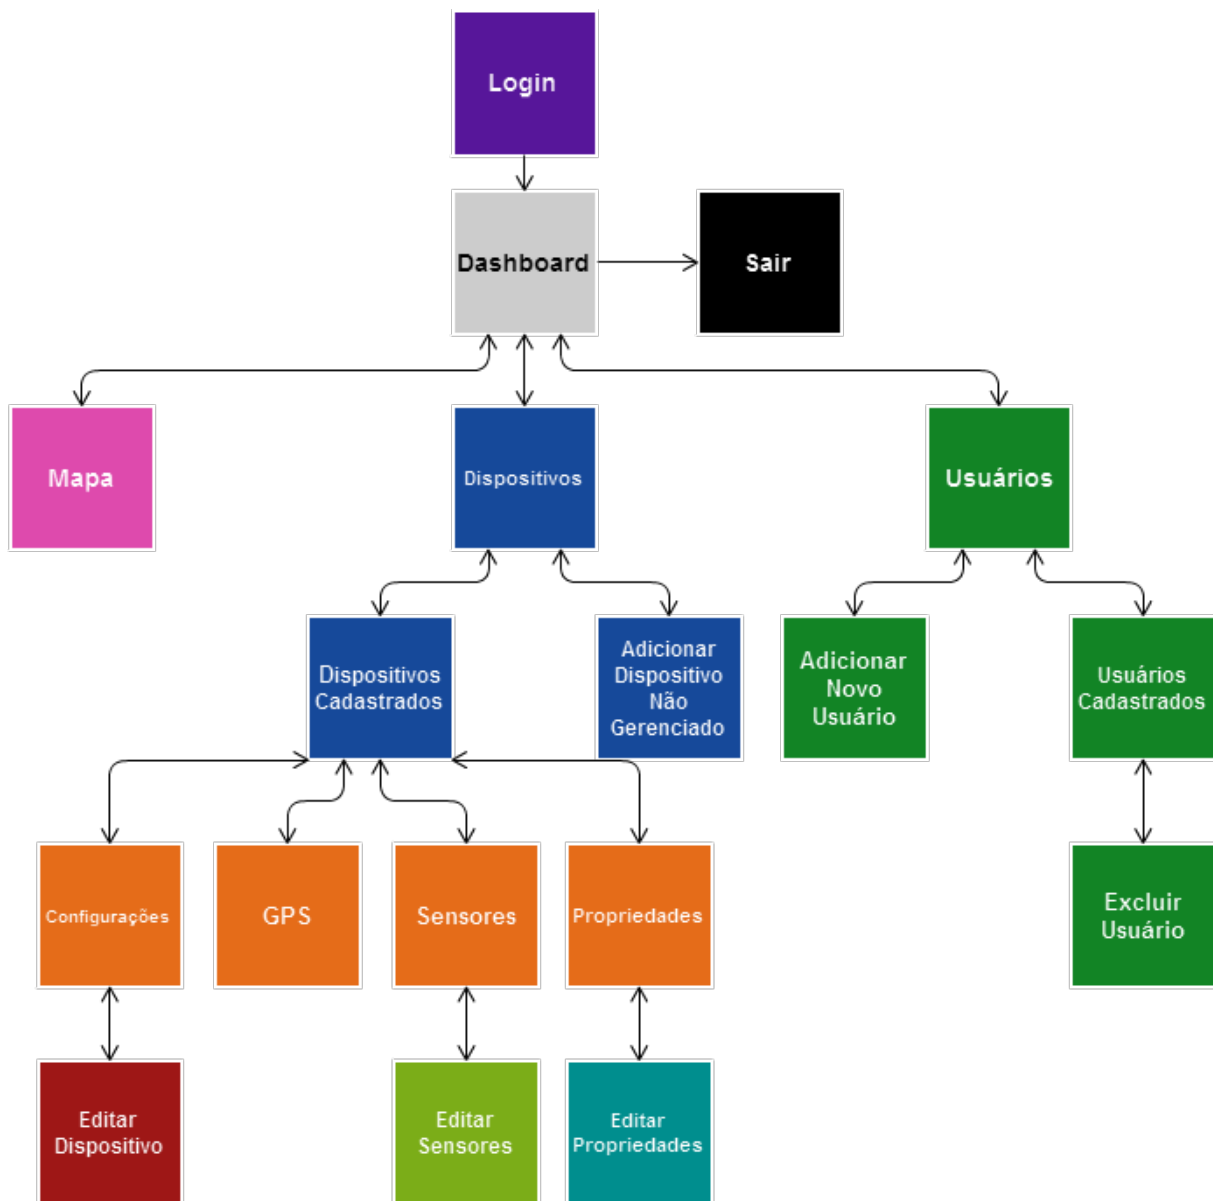 Login
Dashboard
Sair
Mapa
Dispositivos
Usuários
Dispositivos
Cadastrados
Adicionar
Dispositivo
Não
Gerenciado
Adicionar
Novo
Usuário
Usuários
Cadastrados
Configurações
GPS
Sensores
Propriedades
Excluir
Usuário
Editar
Dispositivo
Editar
Sensores
Editar
Propriedades